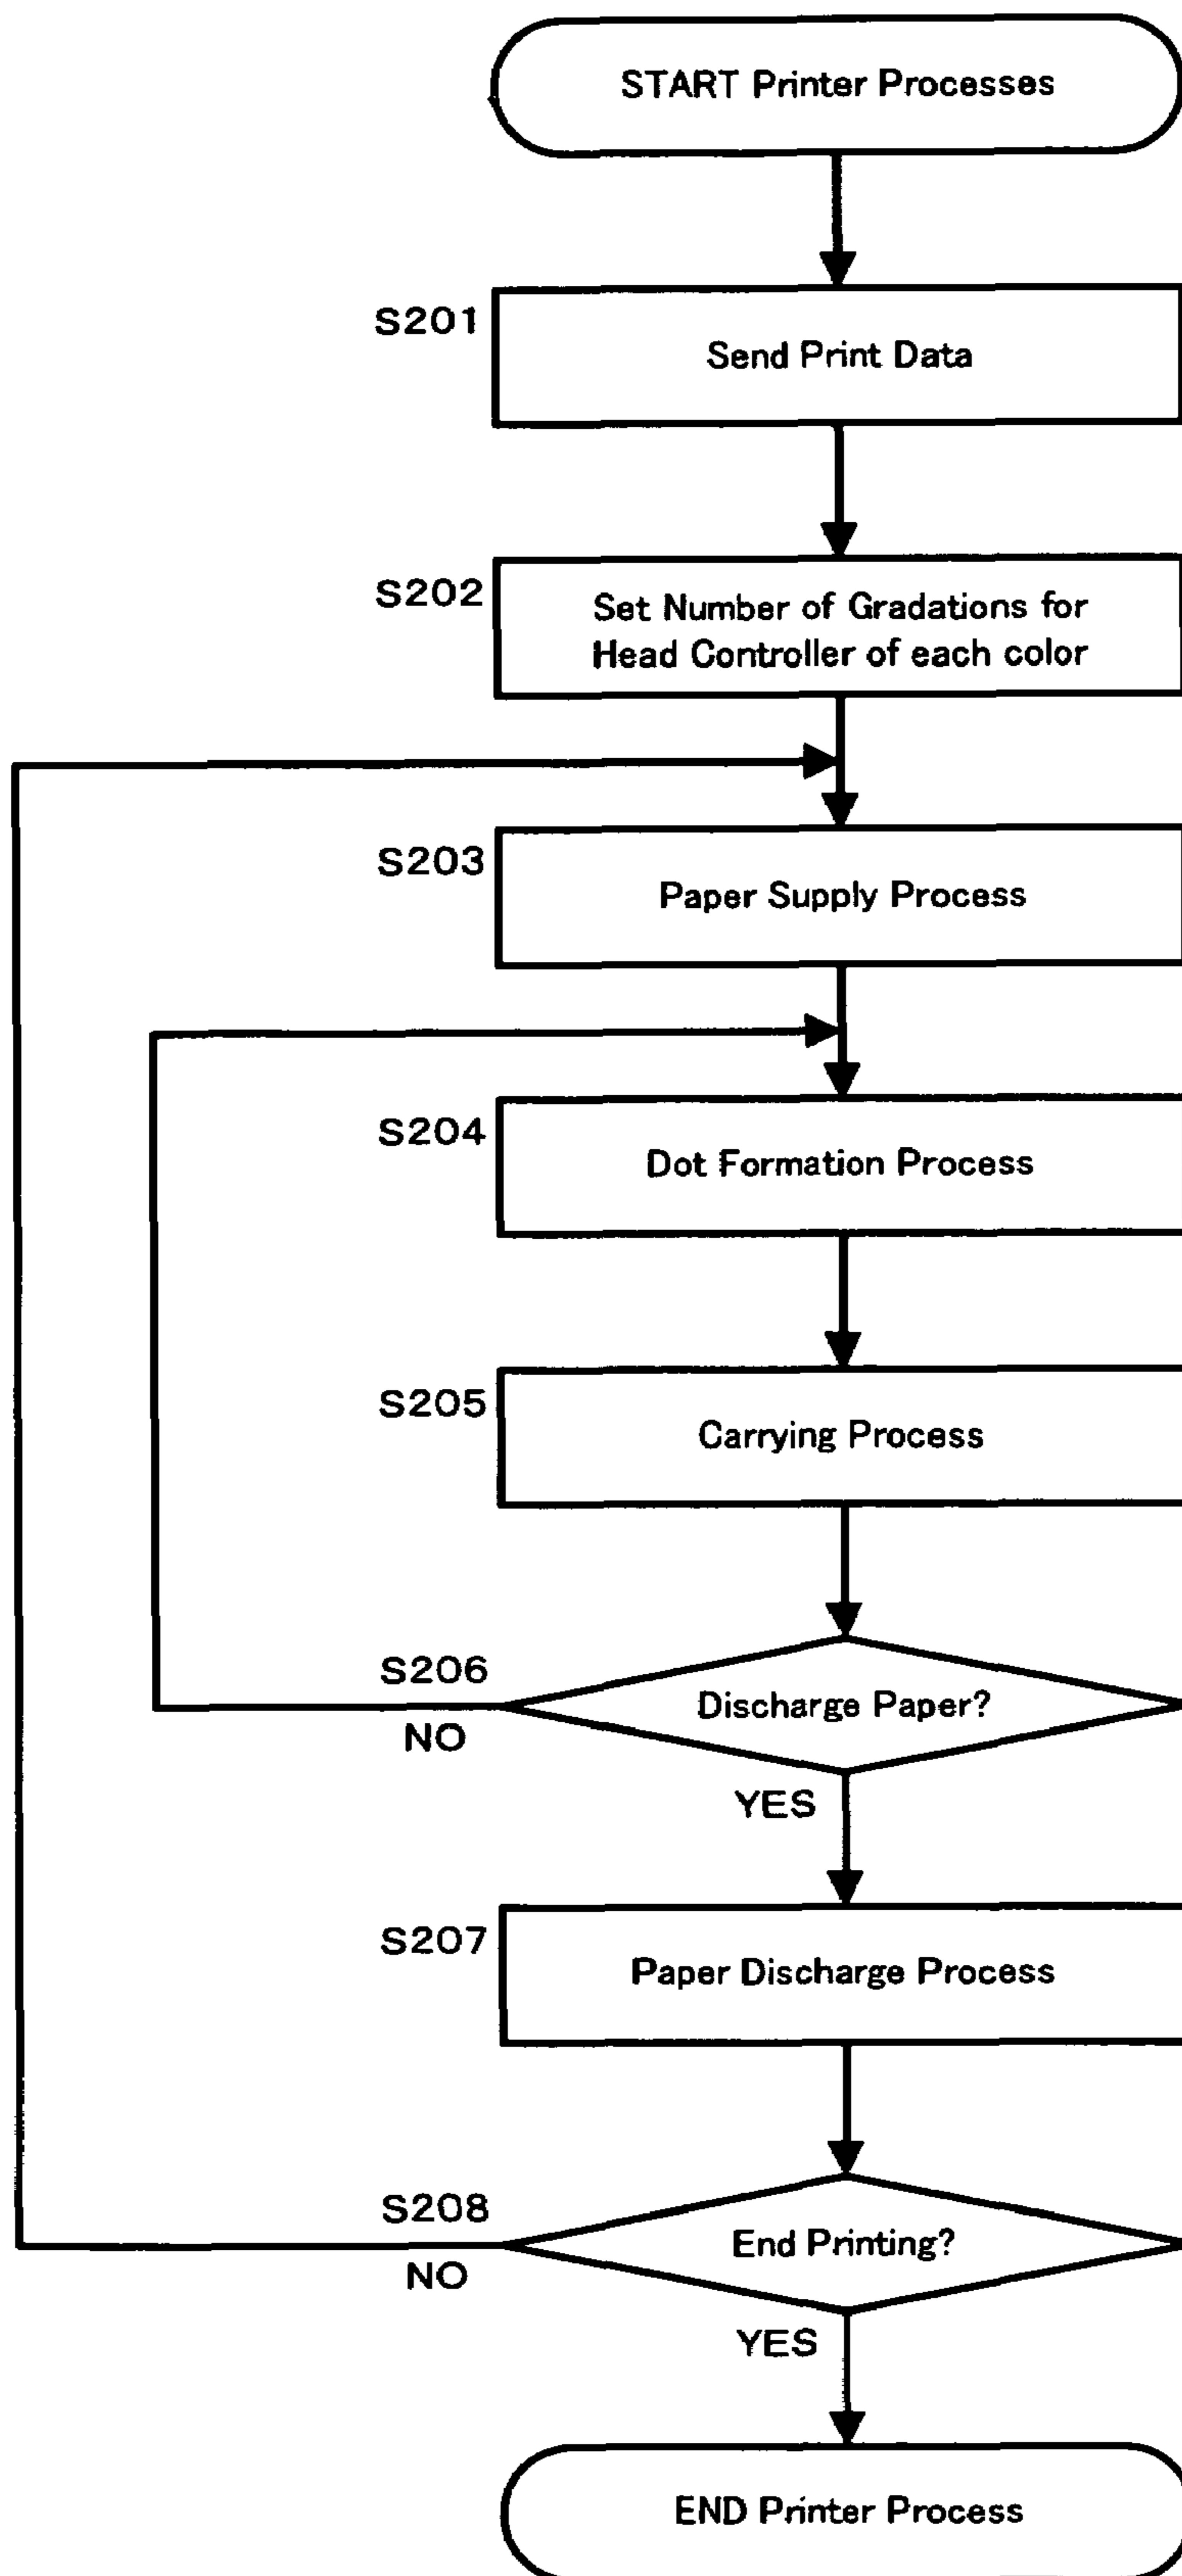 START Printer Processes
S201
Send Print Data
S202
Set Number of Gradations for
Head Controller of each color
S203
Paper Supply Process
S204
Dot Formation Process
S205
Carrying Process
S206
Discharge Paper?
NO
YES
S207
Paper Discharge Process
S208
End Printing?
NO
YES
END Printer Process